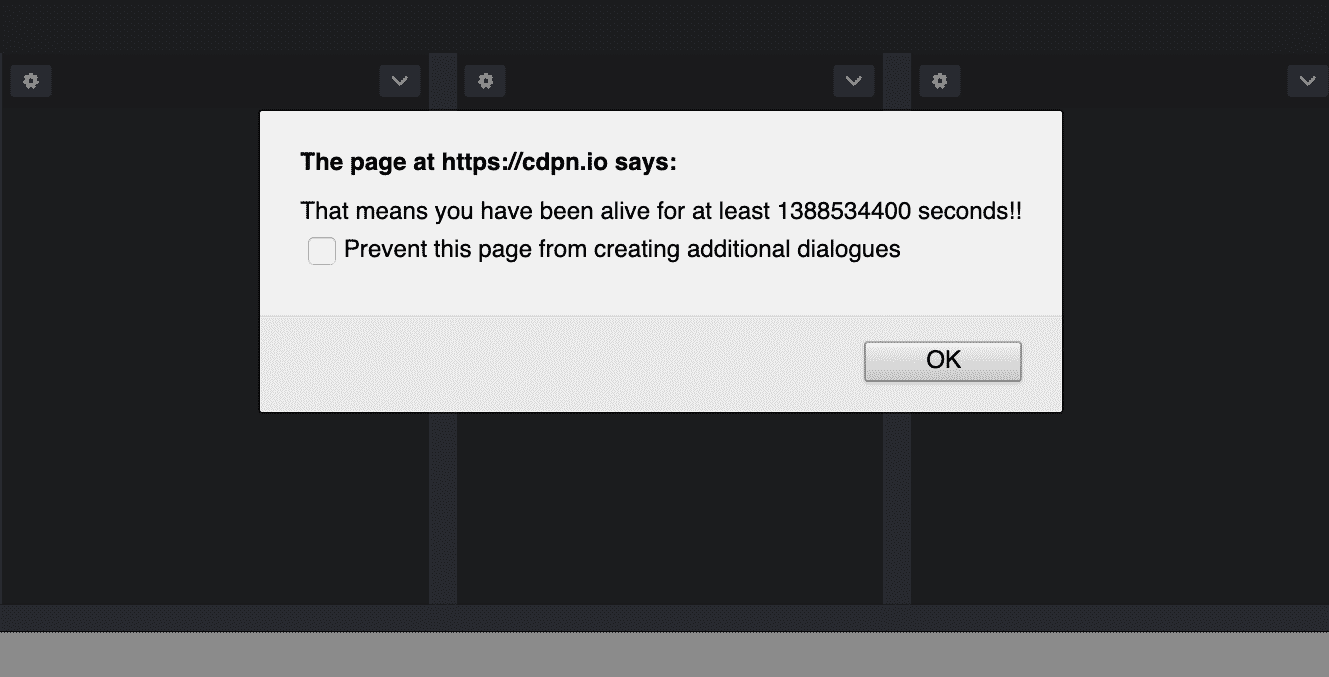 The page at https://cdpn.io says:
That means you have been alive for at least 1388534400 seconds!!
Prevent this page from creating additional dialogues
OK